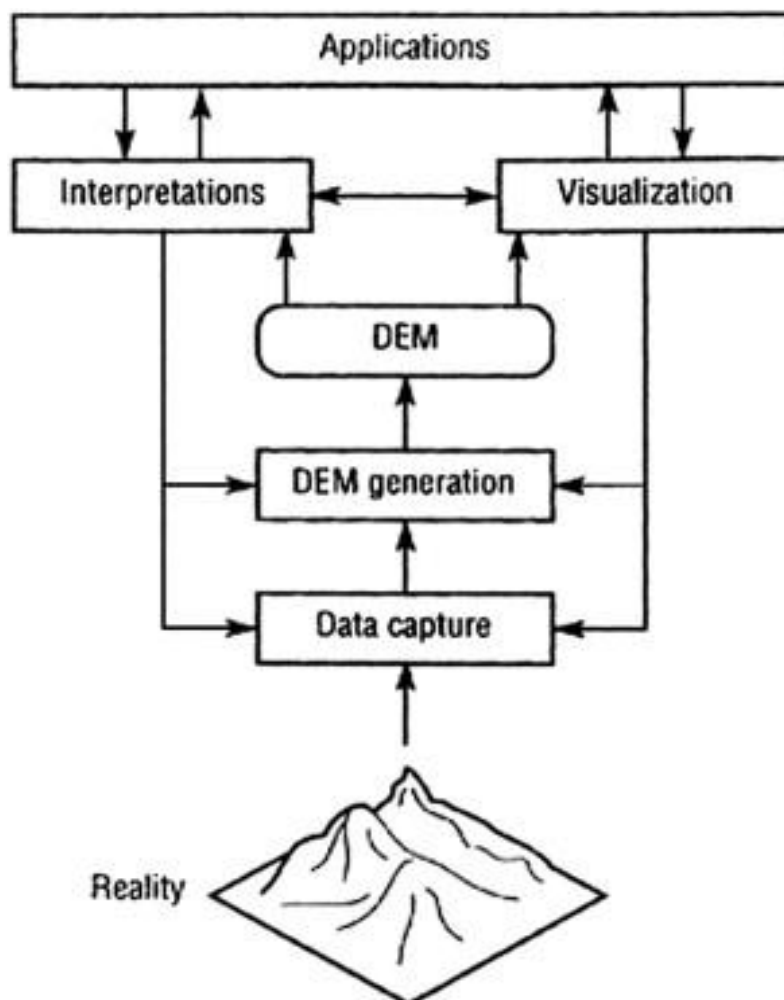 Applications
Interpretations
Visualization
DEM
DEM generation
Data capture
Reality